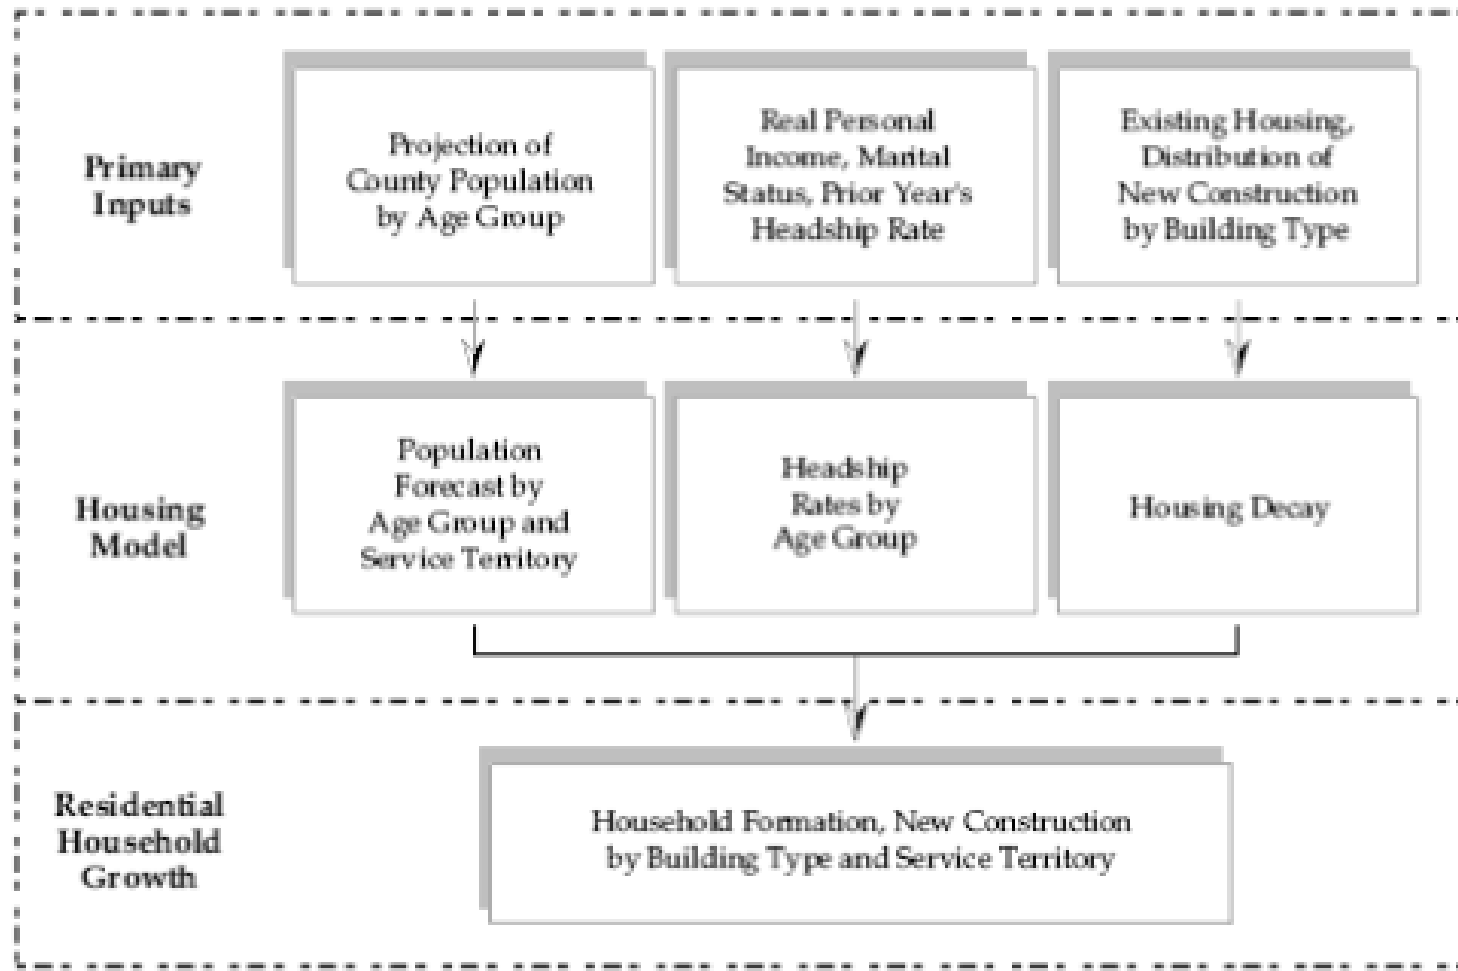 Primary
Inputs
Projection of
County Population
by Age Group
Real Personal
Income, Marital
Status, Prior Year's
Headship Rate
Existing Housing,
Distribution of
New Construction
by Building Type
Housing
Model
Population
Forecast by
Age Group and
Service Territory
Headship
Rates by
Age Group
Housing Decay
Residential
Household
Growth
Household Formation, New Construction
by Building Type and Service Territory